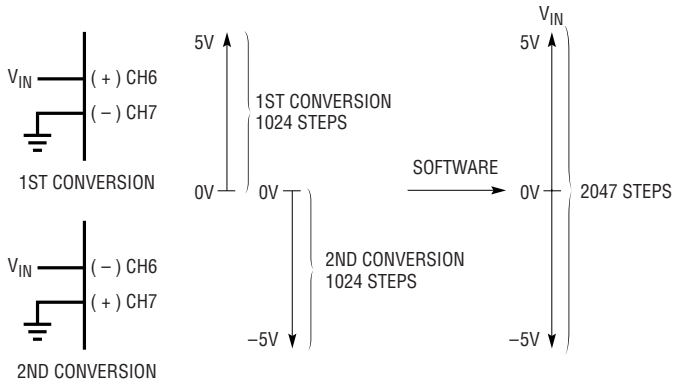 V_IN
(+) CH6
(–) CH7
1ST CONVERSION
5V
0V
1ST CONVERSION
1024 STEPS
V_IN
(–) CH6
(+) CH7
2ND CONVERSION
0V
–5V
2ND CONVERSION
1024 STEPS
SOFTWARE
V_IN
5V
0V
–5V
2047 STEPS